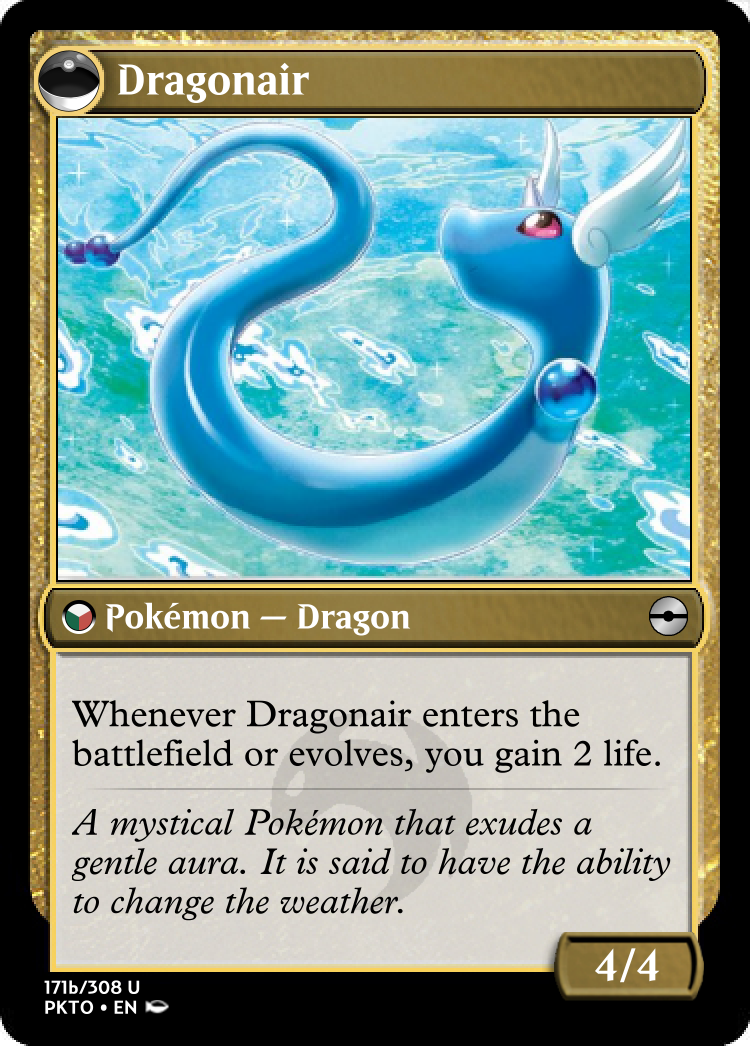 Dragonair
Pokémon — Dragon
Whenever Dragonair enters the
battlefield or evolves, you gain 2 life.
A mystical Pokémon that exudes a
gentle aura. It is said to have the ability
to change the weather.
4/4
171b/308 U
PKTO • EN